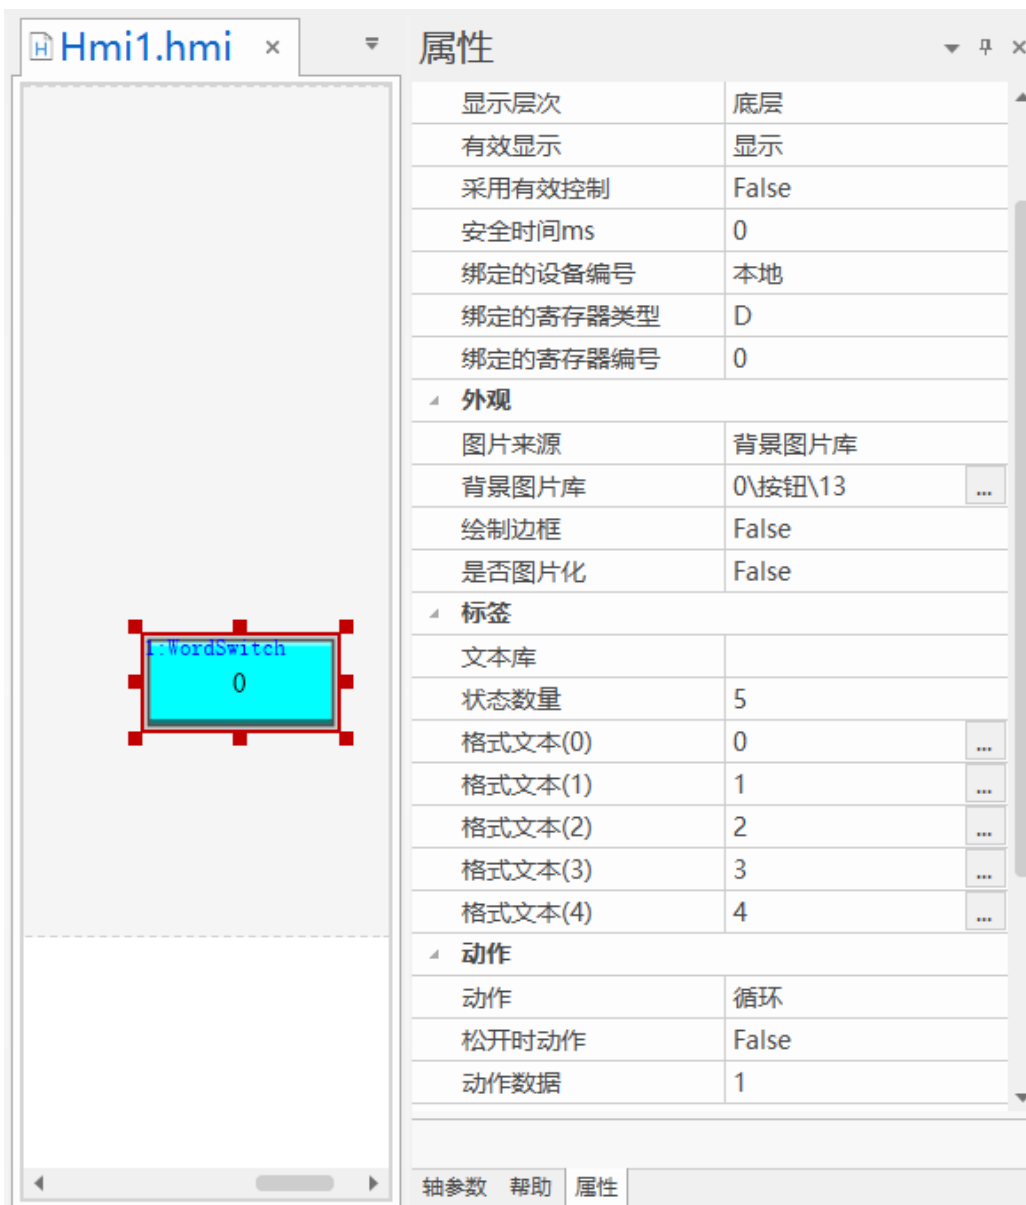 Hmi1.hmi
属性
显示层次 底层
有效显示 显示
采用有效控制 False
安全时间ms 0
绑定的设备编号 本地
绑定的寄存器类型 D
绑定的寄存器编号 0
外观
图片来源 背景图片库
背景图片库 0\按钮\13 ...
绘制边框 False
是否图片化 False
标签
文本库
状态数量 5
格式文本(0) 0 ...
格式文本(1) 1 ...
格式文本(2) 2 ...
格式文本(3) 3 ...
格式文本(4) 4 ...
动作
动作 循环
松开时动作 False
动作数据 1
1:WordSwitch
0
轴参数 帮助 属性